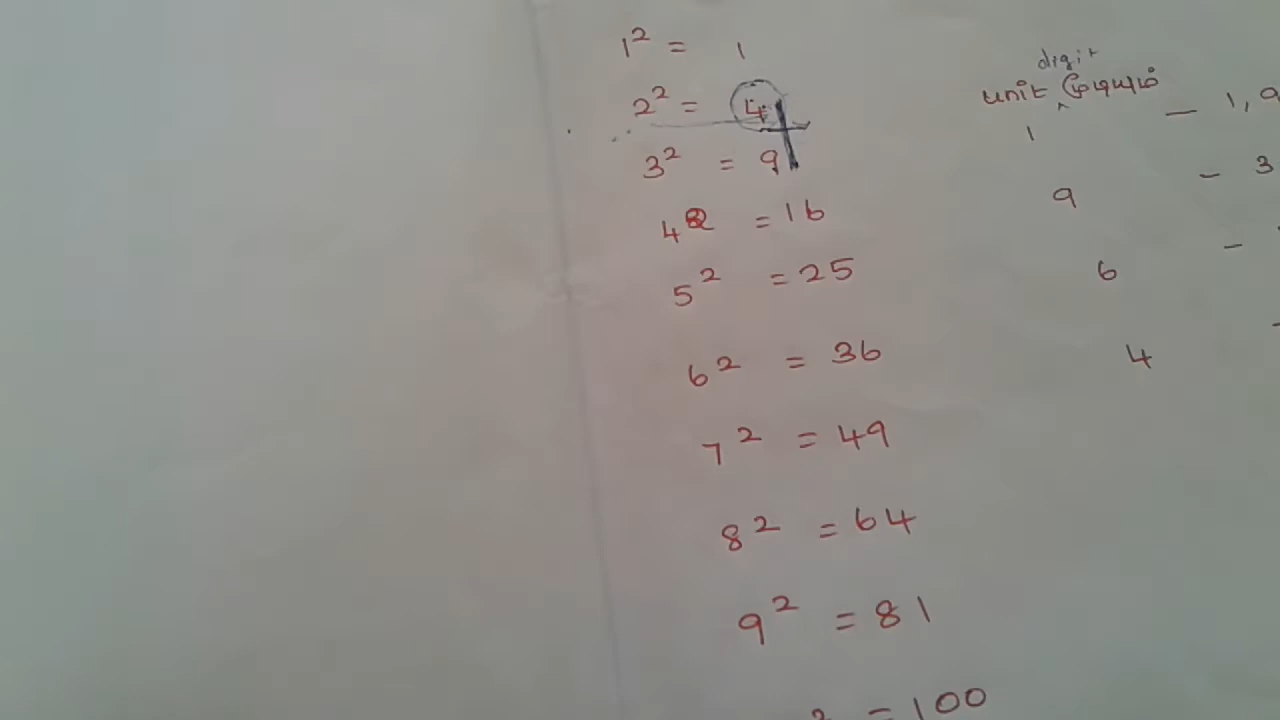 1² = 1
2² = 4
3² = 9
4² = 16
5² = 25
6² = 36
7² = 49
8² = 64
9² = 81
² = 100
digit
unit முடியும்
1 — 1, 9
9 – 3
6 –
4